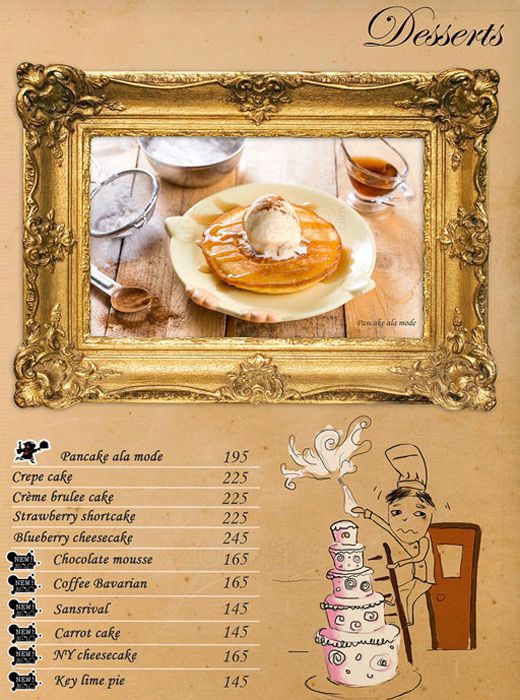 Desserts
Pancake ala mode
Pancake ala mode 195
Crepe cake 225
Crème brulee cake 225
Strawberry shortcake 225
Blueberry cheesecake 245
NEW! Chocolate mousse 165
NEW! Coffee Bavarian 165
NEW! Sansrival 145
NEW! Carrot cake 145
NEW! NY cheesecake 165
NEW! Key lime pie 145